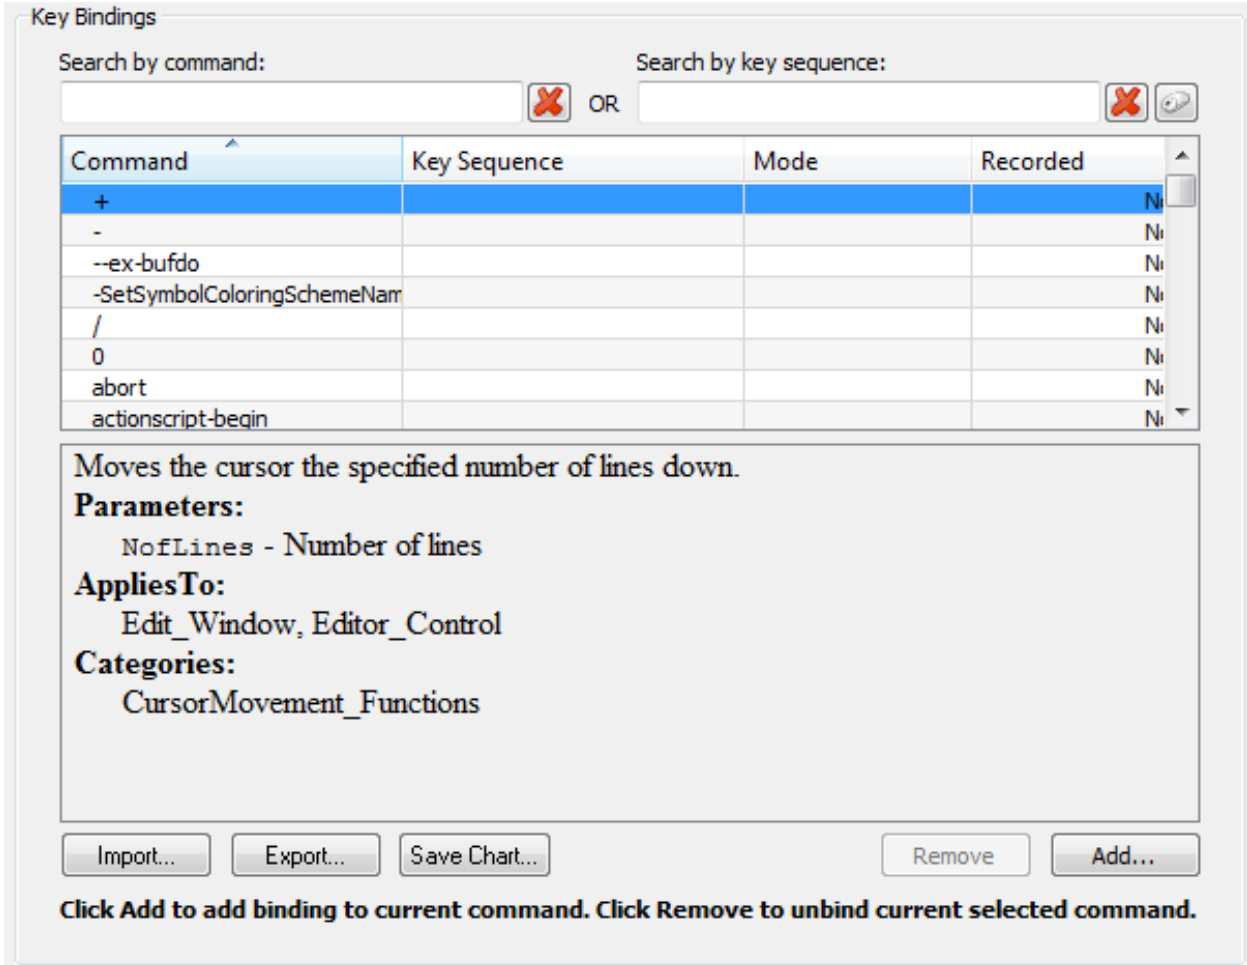 Key Bindings
Search by command: Search by key sequence:
OR
Command Key Sequence Mode Recorded
+
-
--ex-bufdo
-SetSymbolColoringSchemeNam
/
0
abort
actionscript-begin
Moves the cursor the specified number of lines down.
Parameters:
NofLines - Number of lines
AppliesTo:
Edit_Window, Editor_Control
Categories:
CursorMovement_Functions
Import... Export... Save Chart... Remove Add...
Click Add to add binding to current command. Click Remove to unbind current selected command.